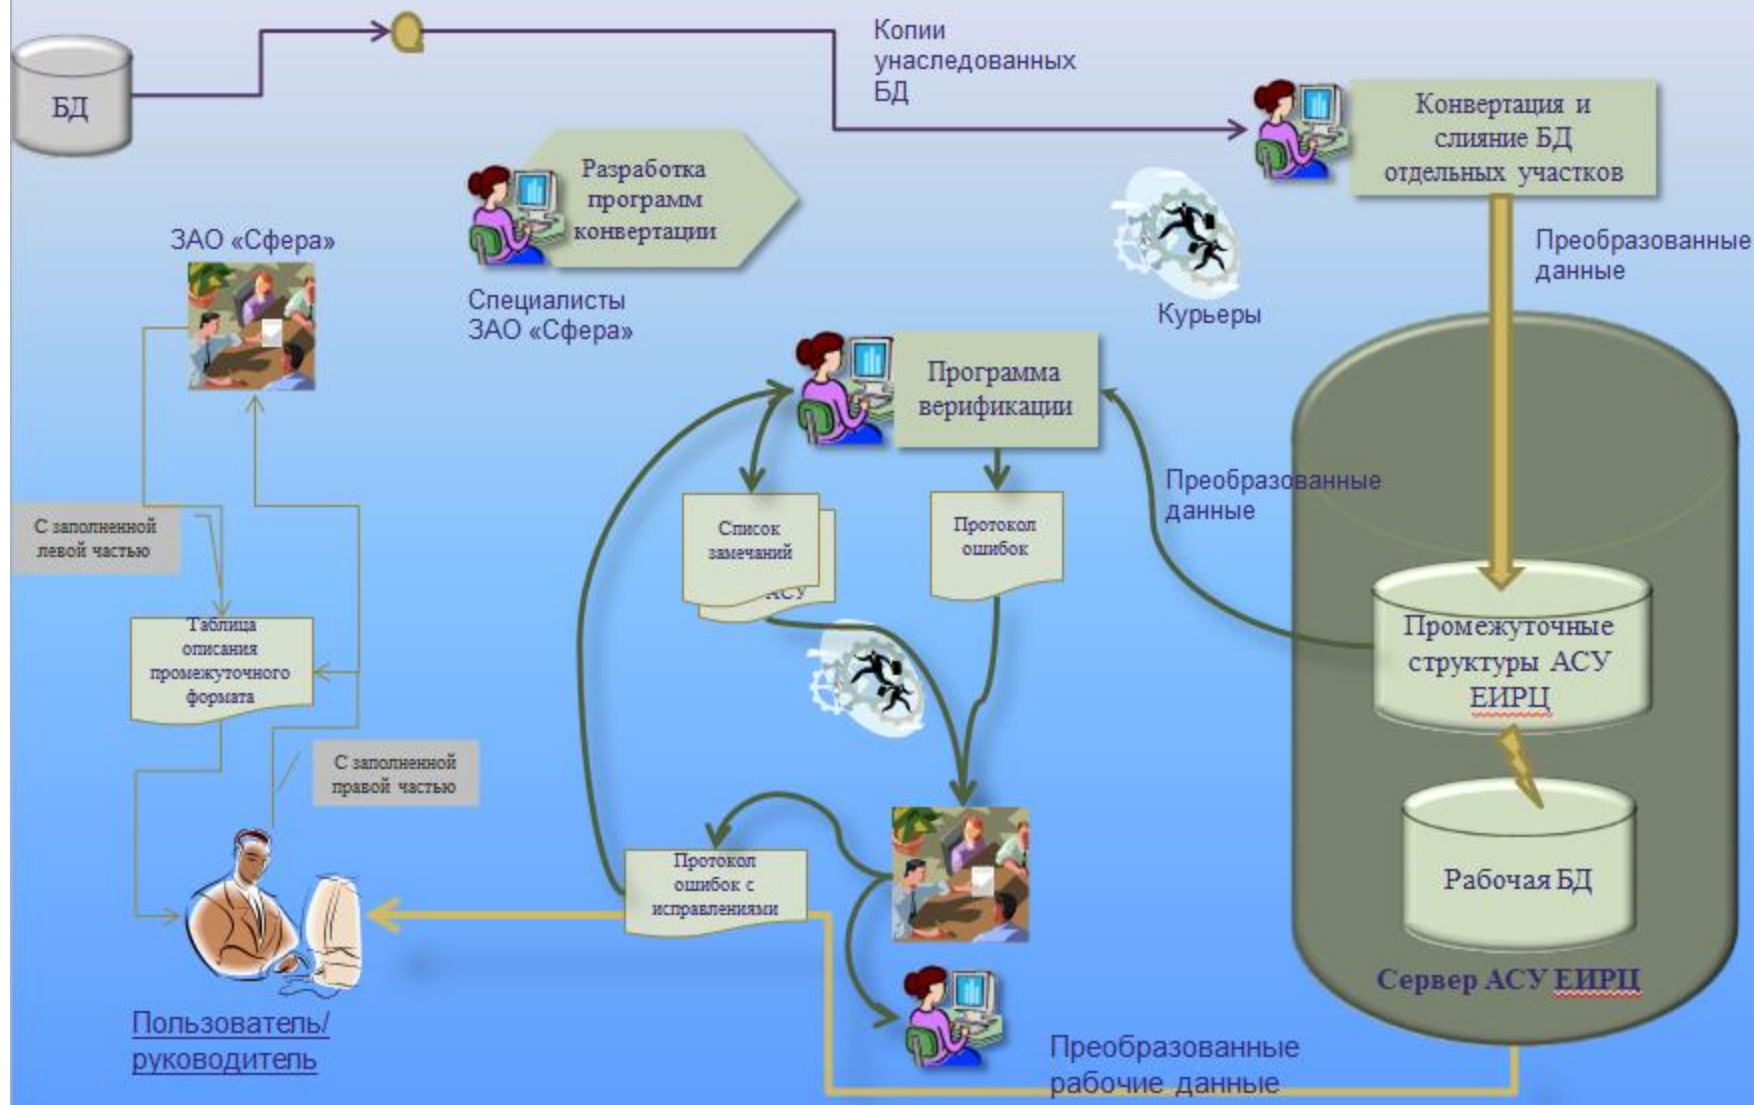 Копии
унаследованных
БД
БД
Конвертация и
слияние БД
отдельных участков
Разработка
программ
конвертации
ЗАО «Сфера»
Преобразованные
данные
Специалисты
ЗАО «Сфера»
Курьеры
Программа
верификации
Преобразованные
данные
С заполненной
левой частью
Список
замечаний
АСУ
Протокол
ошибок
Таблица
описания
промежуточного
формата
Промежуточные
структуры АСУ
ЕИРЦ
С заполненной
правой частью
Протокол
ошибок с
исправлениями
Рабочая БД
Сервер АСУ ЕИРЦ
Пользователь/
руководитель
Преобразованные
рабочие данные